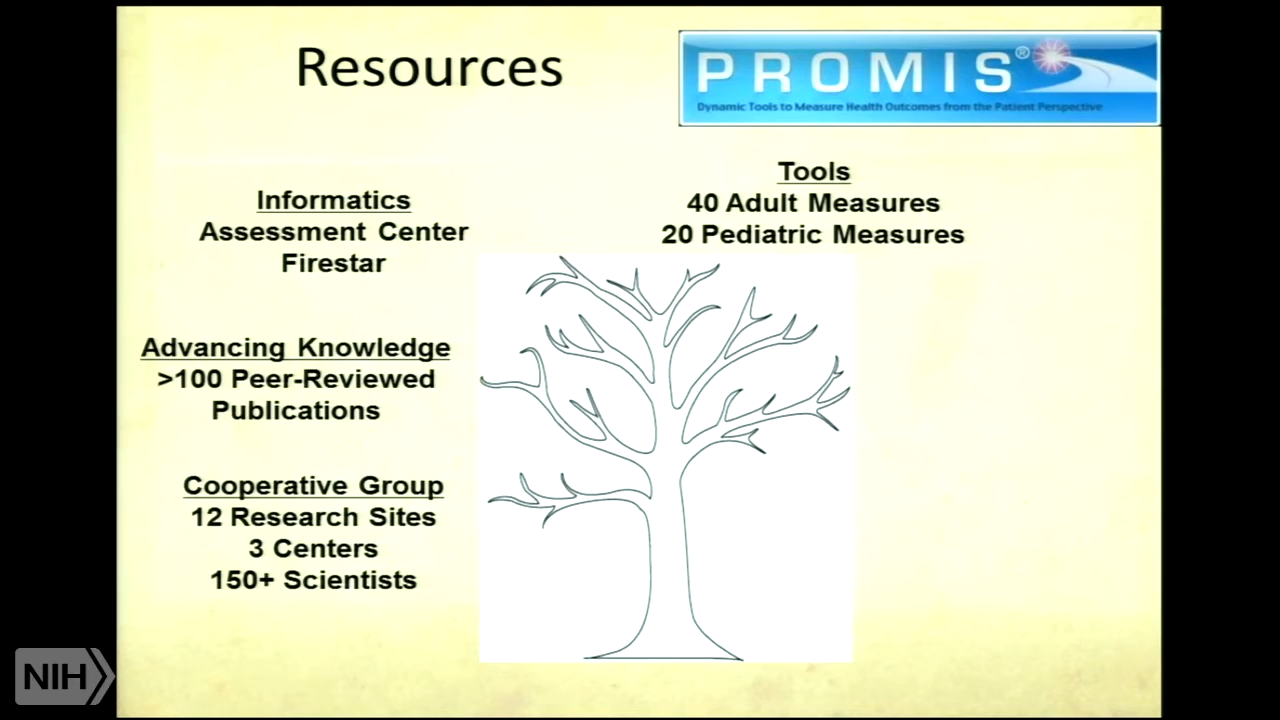 Resources
PROMIS®
Dynamic Tools to Measure Health Outcomes from the Patient Perspective
Informatics
Assessment Center
Firestar
Tools
40 Adult Measures
20 Pediatric Measures
Advancing Knowledge
>100 Peer-Reviewed
Publications
Cooperative Group
12 Research Sites
3 Centers
150+ Scientists
NIH